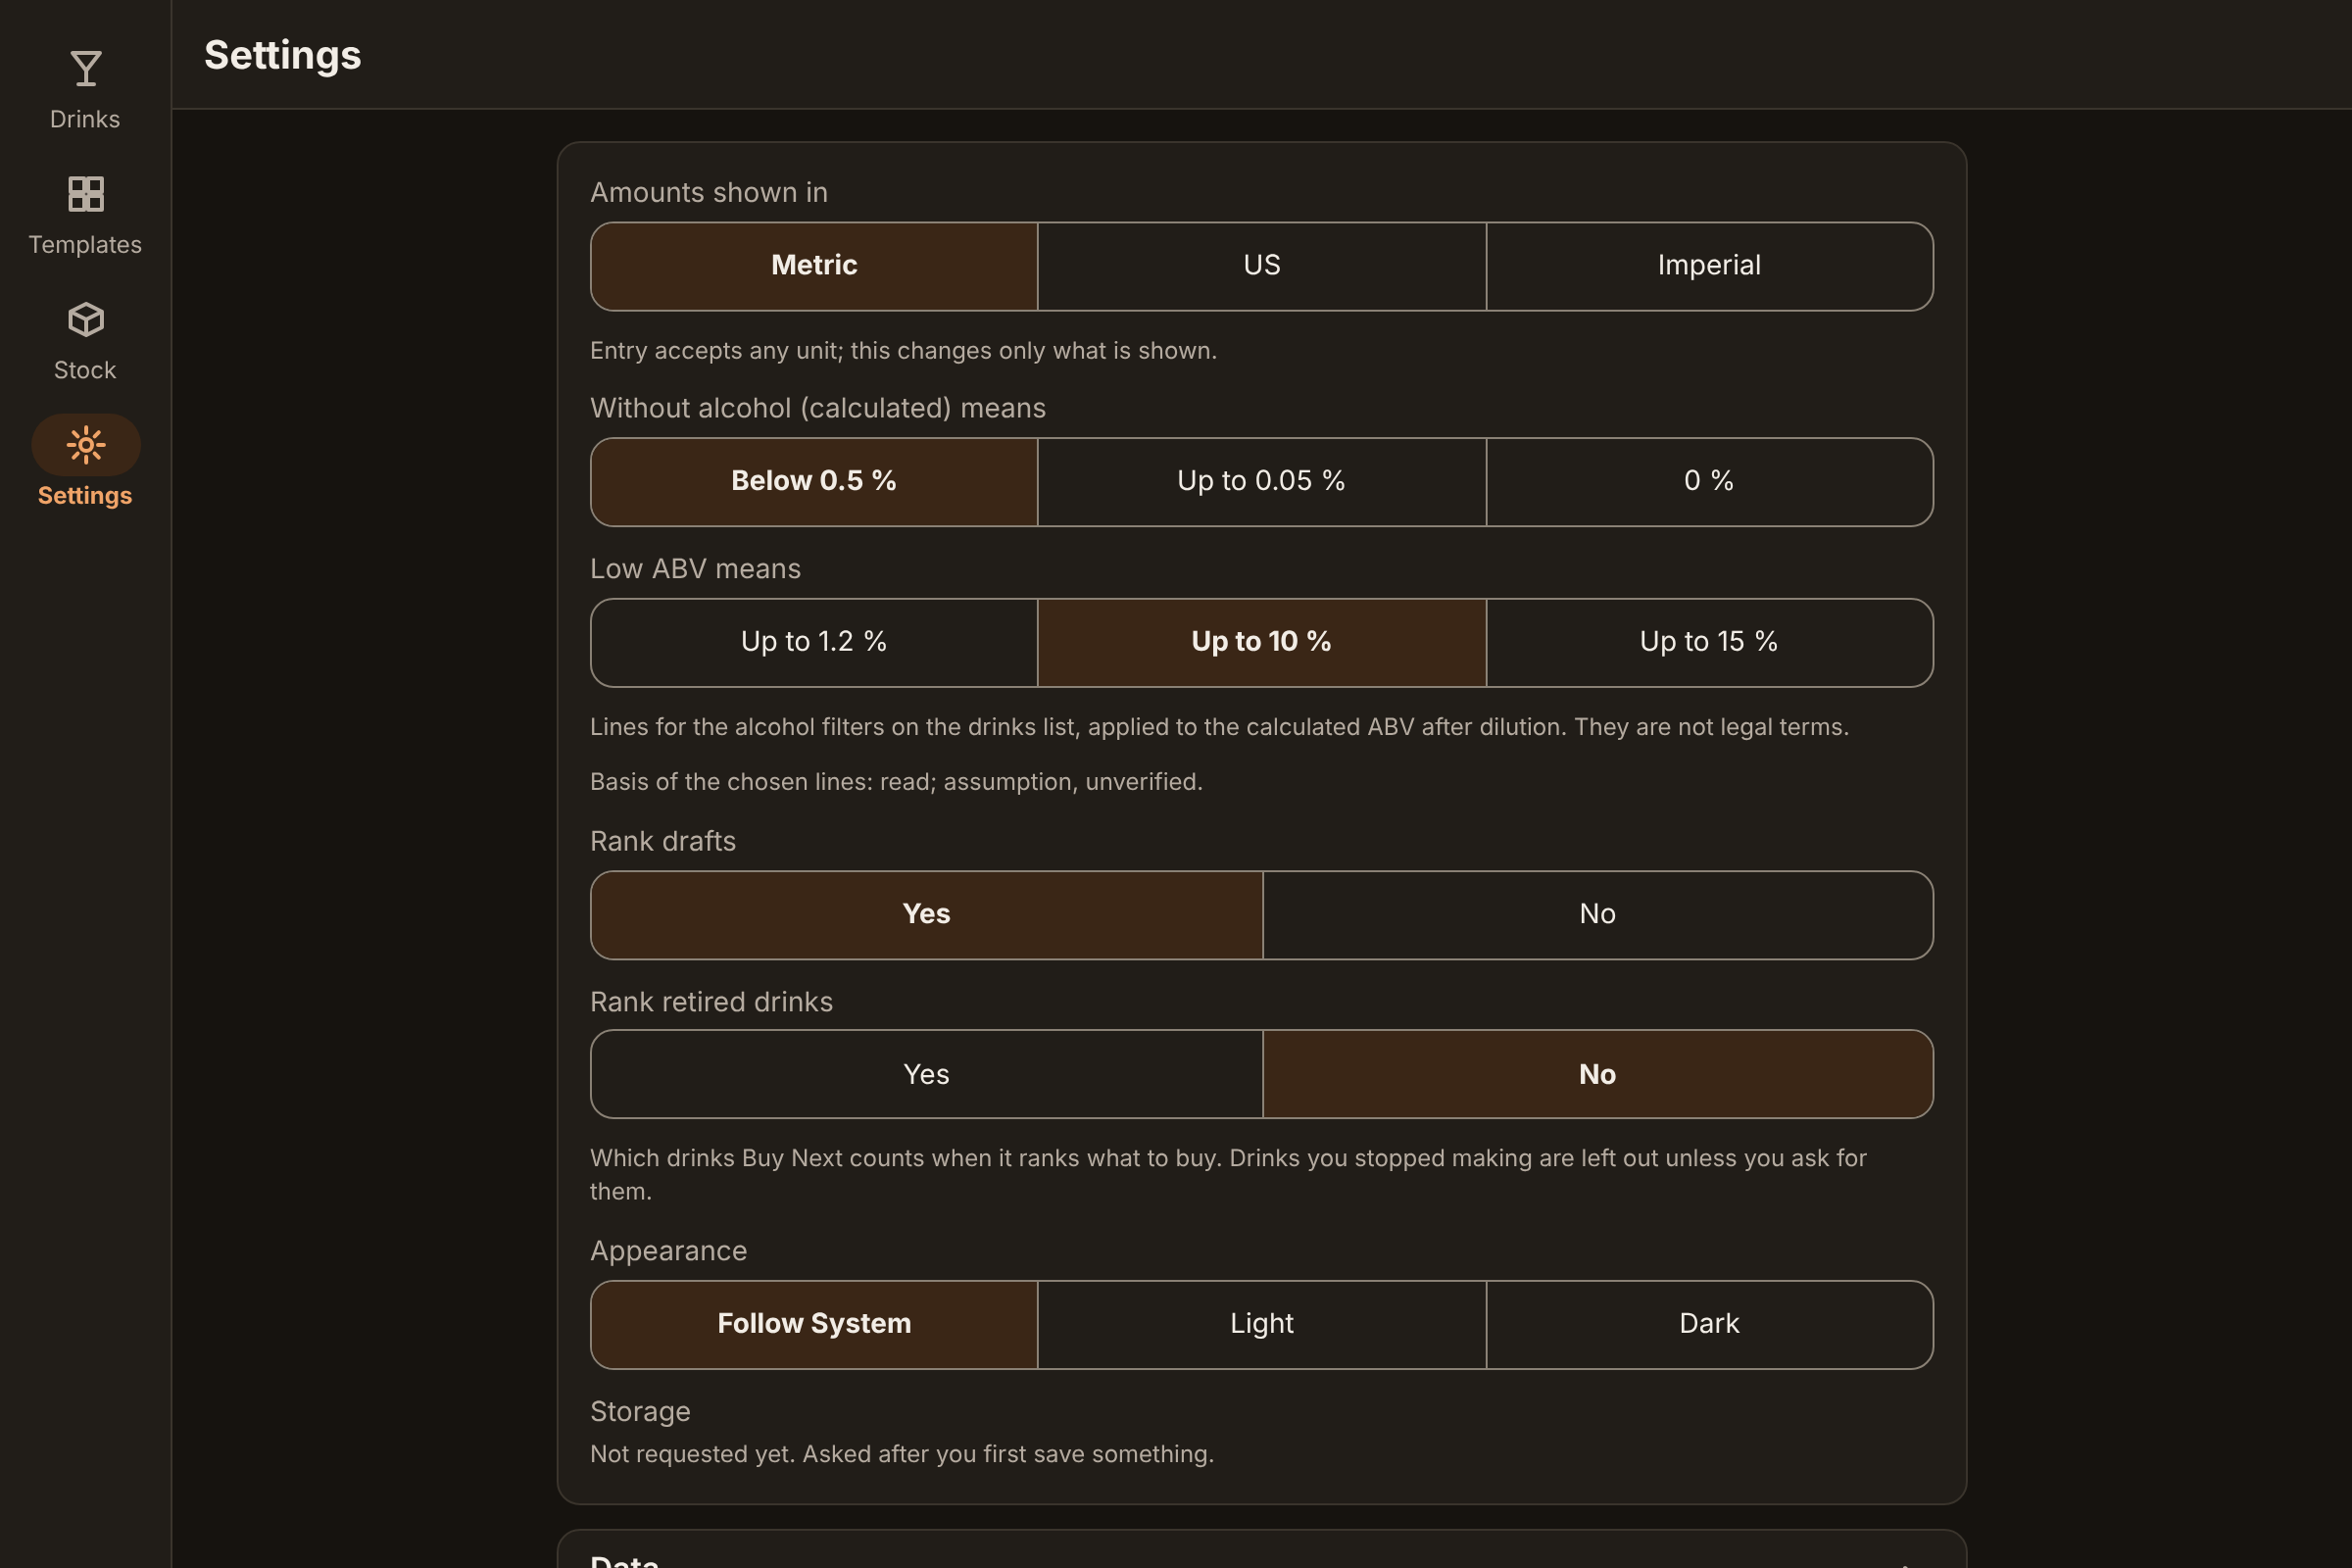 Settings
Drinks
Templates
Stock
Settings
Amounts shown in
Metric
US
Imperial
Entry accepts any unit; this changes only what is shown.
Without alcohol (calculated) means
Below 0.5 %
Up to 0.05 %
0 %
Low ABV means
Up to 1.2 %
Up to 10 %
Up to 15 %
Lines for the alcohol filters on the drinks list, applied to the calculated ABV after dilution. They are not legal terms.
Basis of the chosen lines: read; assumption, unverified.
Rank drafts
Yes
No
Rank retired drinks
Yes
No
Which drinks Buy Next counts when it ranks what to buy. Drinks you stopped making are left out unless you ask for
them.
Appearance
Follow System
Light
Dark
Storage
Not requested yet. Asked after you first save something.
Data